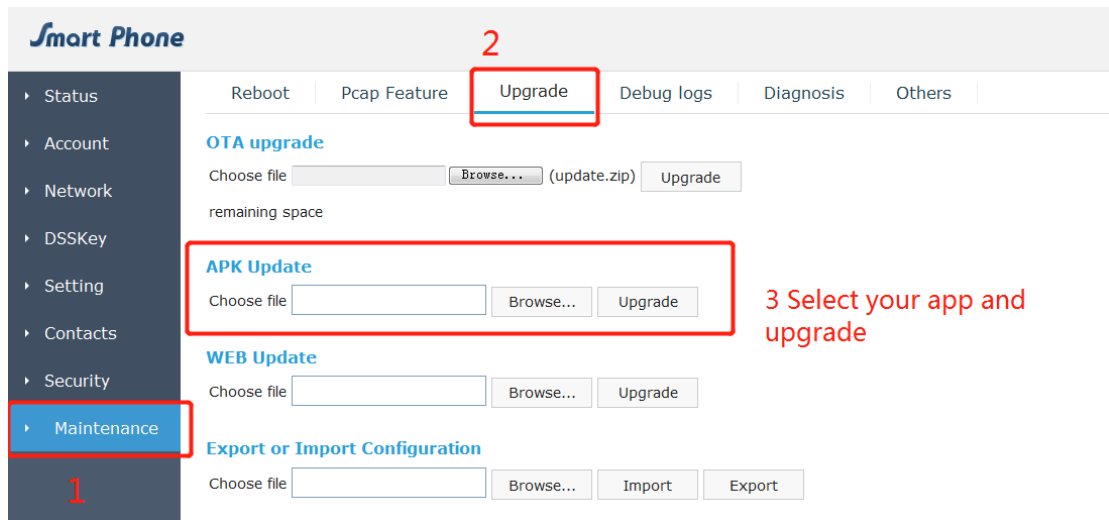 Smart Phone
2
Status
Account
Network
DSSKey
Setting
Contacts
Security
Maintenance
1
Reboot Pcap Feature Upgrade Debug logs Diagnosis Others
OTA upgrade
Choose file Browse... (update.zip) Upgrade
remaining space
APK Update
Choose file Browse... Upgrade
3 Select your app and
upgrade
WEB Update
Choose file Browse... Upgrade
Export or Import Configuration
Choose file Browse... Import Export